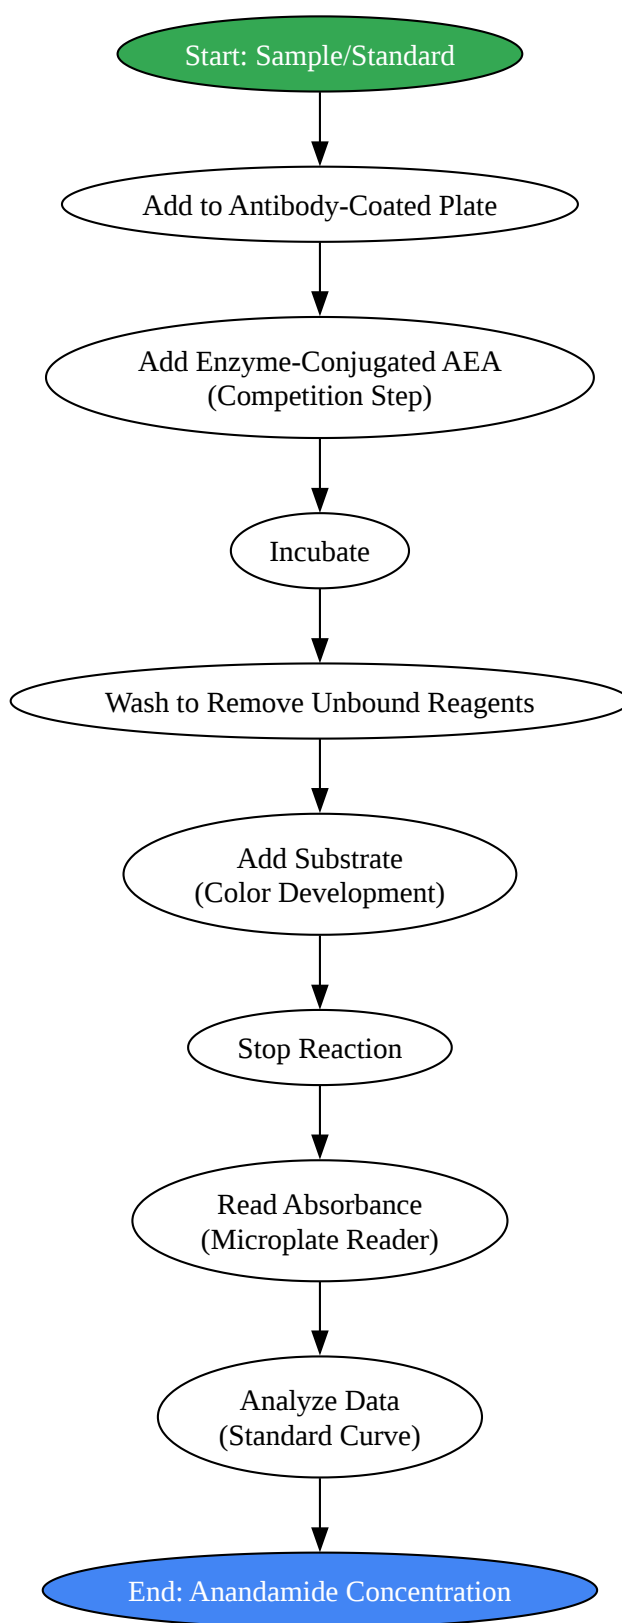 Start: Sample/Standard
Add to Antibody-Coated Plate
Add Enzyme-Conjugated AEA
(Competition Step)
Incubate
Wash to Remove Unbound Reagents
Add Substrate
(Color Development)
Stop Reaction
Read Absorbance
(Microplate Reader)
Analyze Data
(Standard Curve)
End: Anandamide Concentration